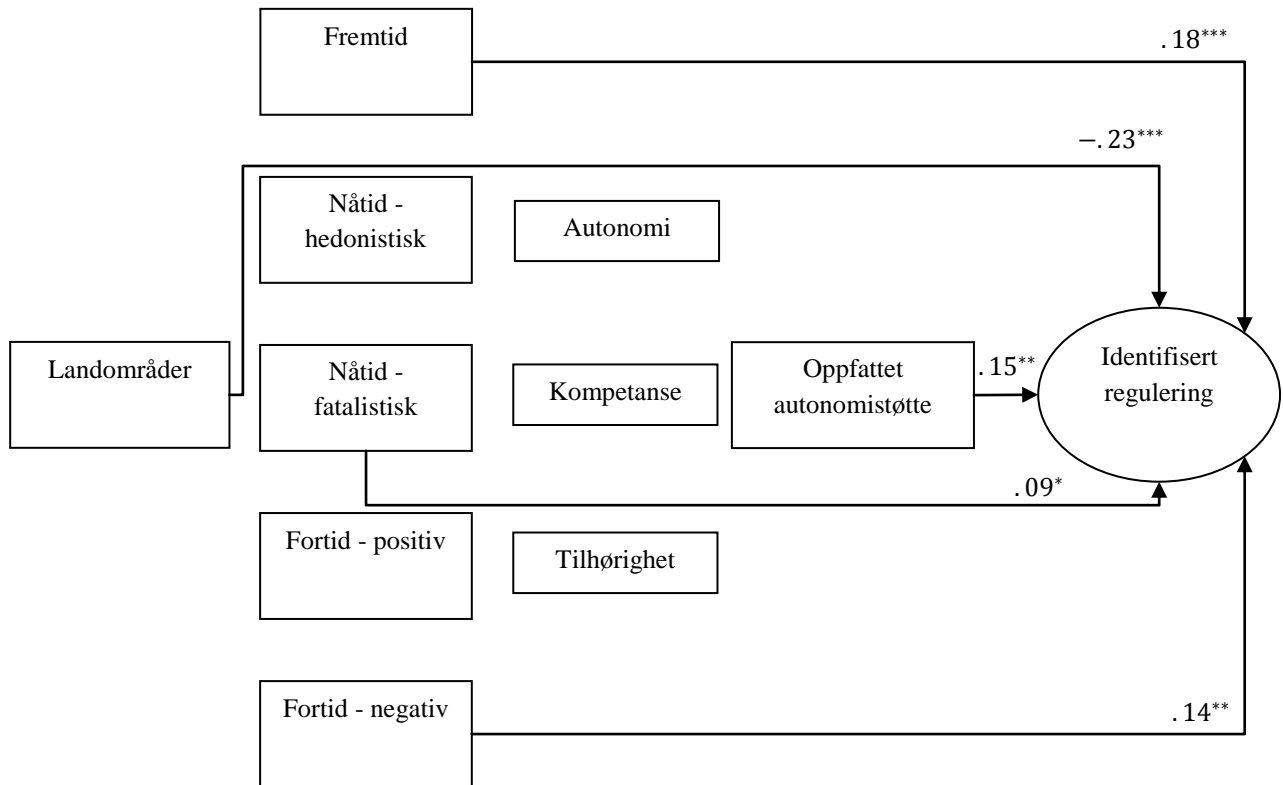 Fremtid
. 18***
−. 23***
Nåtid -
hedonistisk
Autonomi
Landområder
Nåtid -
fatalistisk
Kompetanse
Oppfattet
autonomistøtte
. 15**
Identifisert
regulering
. 09*
Fortid - positiv
Tilhørighet
Fortid - negativ
. 14**